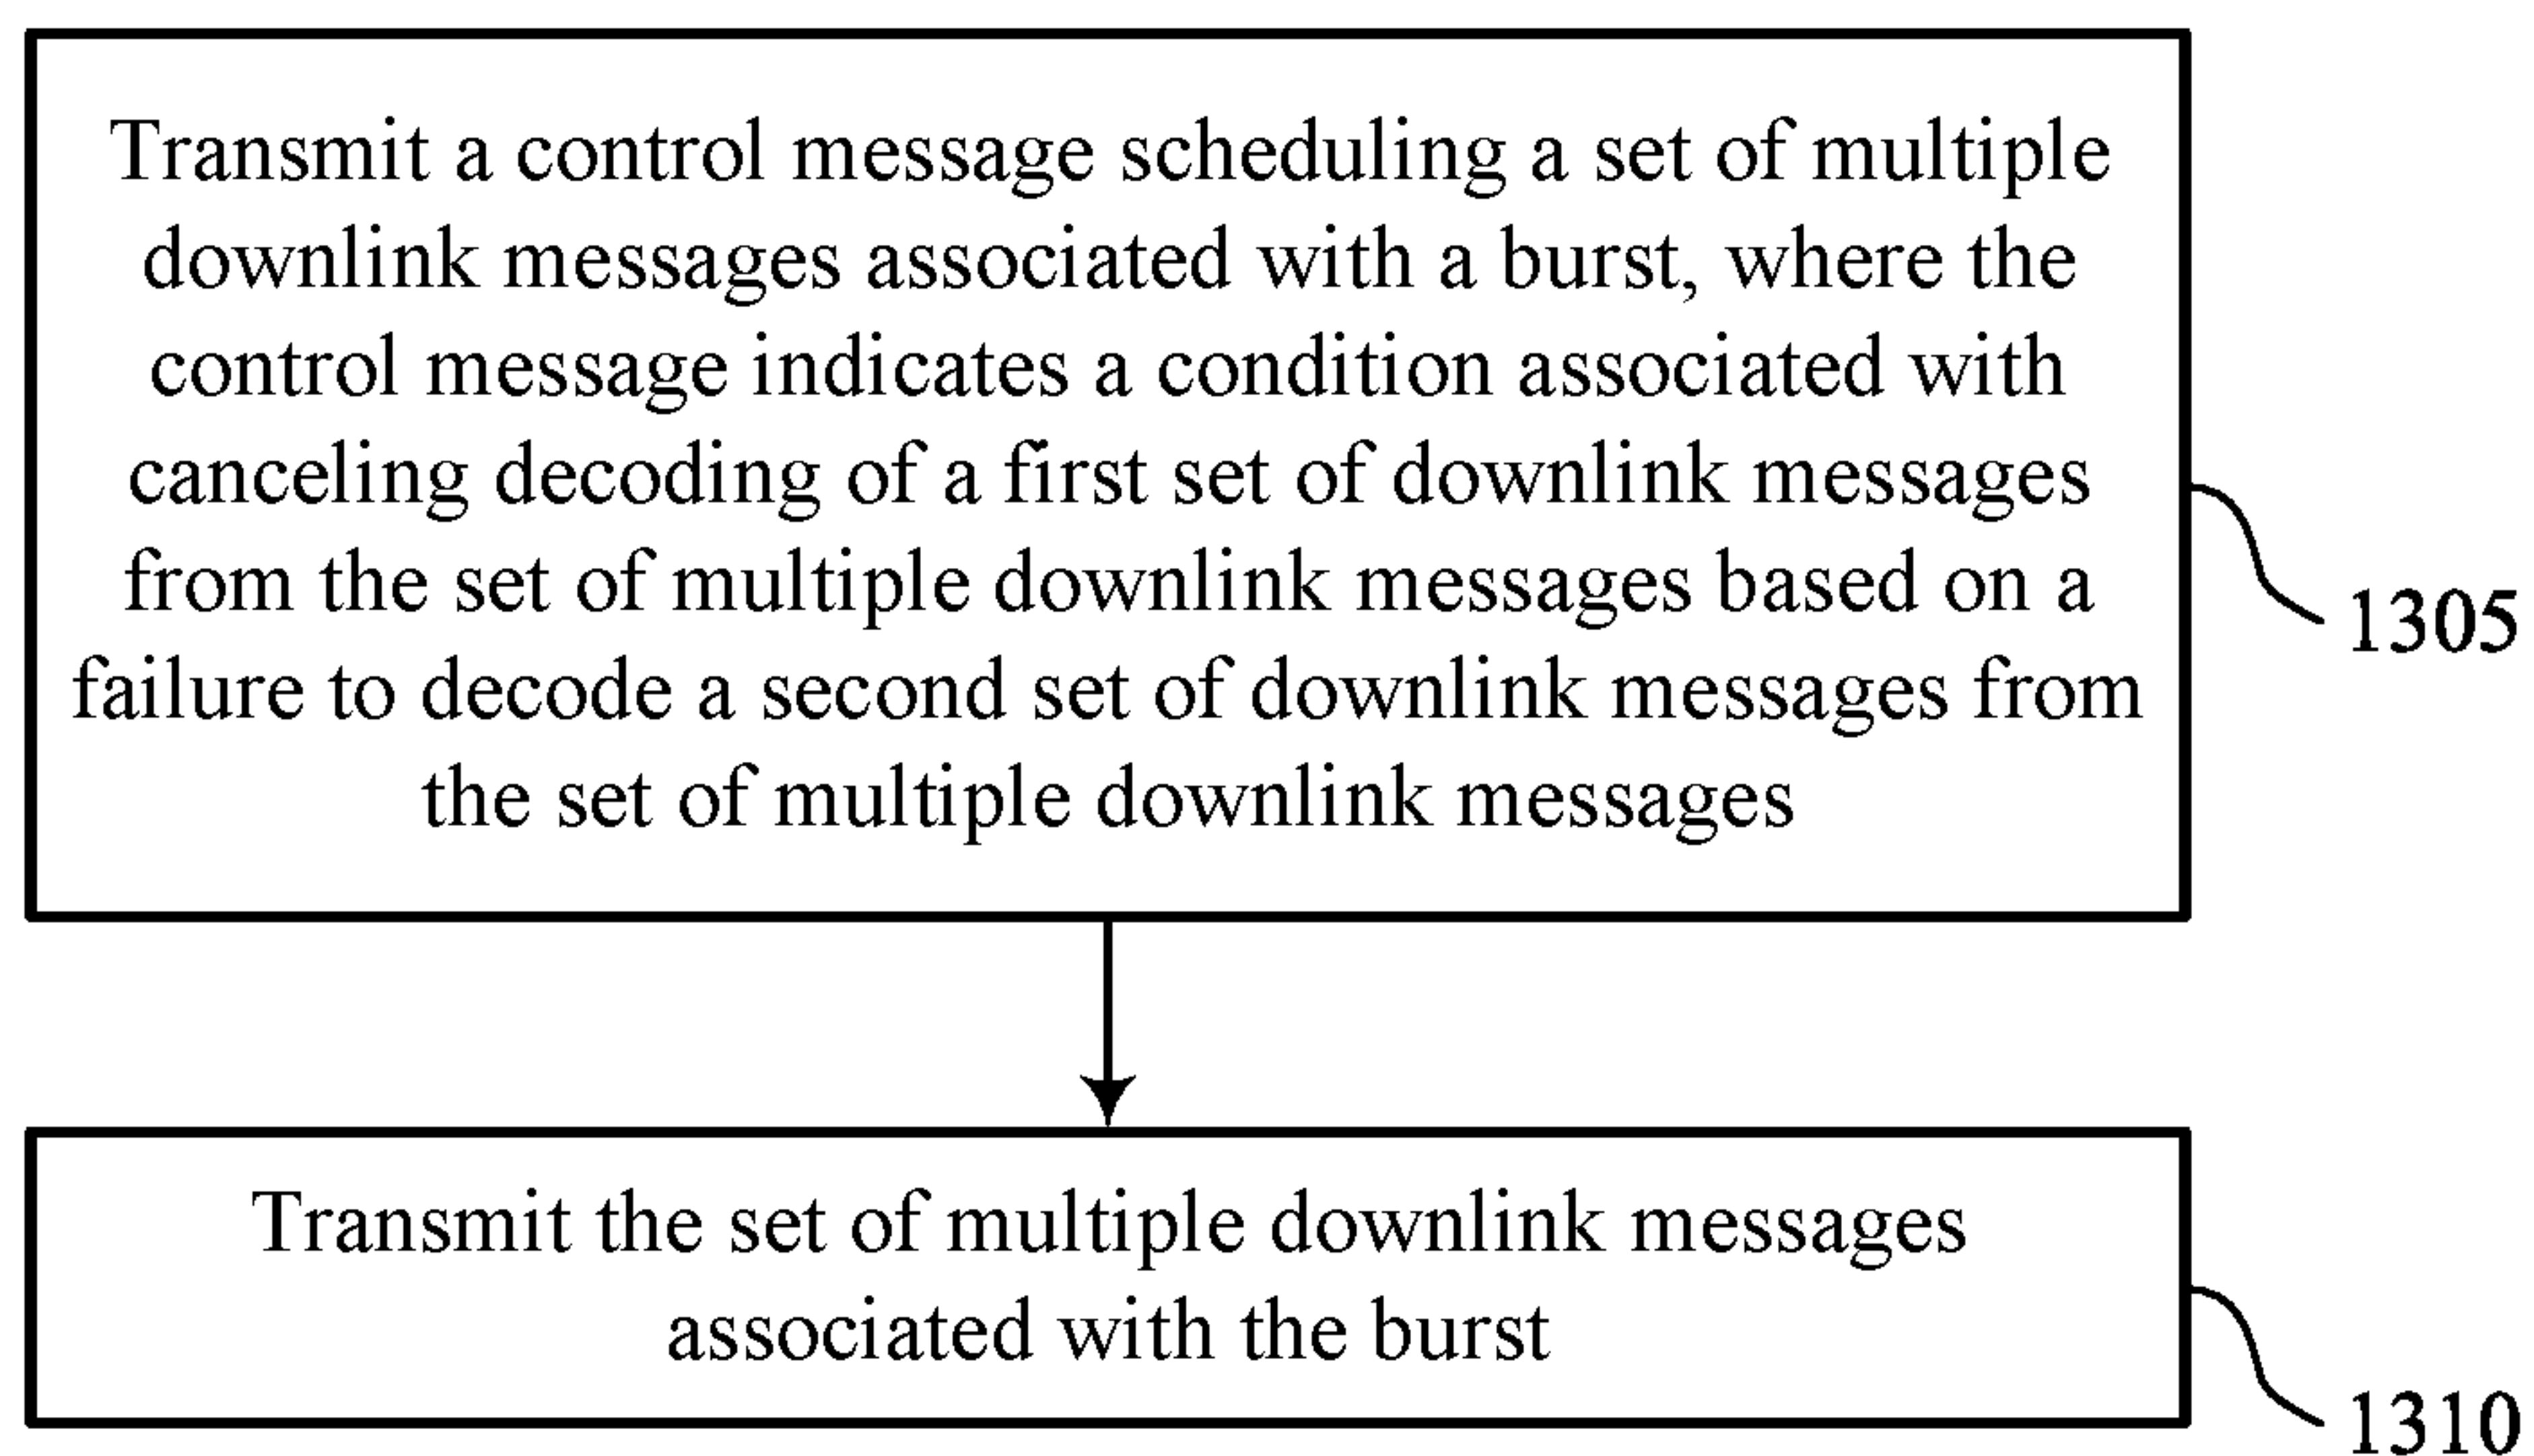 Transmit a control message scheduling a set of multiple
downlink messages associated with a burst, where the
control message indicates a condition associated with
canceling decoding of a first set of downlink messages
from the set of multiple downlink messages based on a
failure to decode a second set of downlink messages from
the set of multiple downlink messages
1305
Transmit the set of multiple downlink messages
associated with the burst
1310